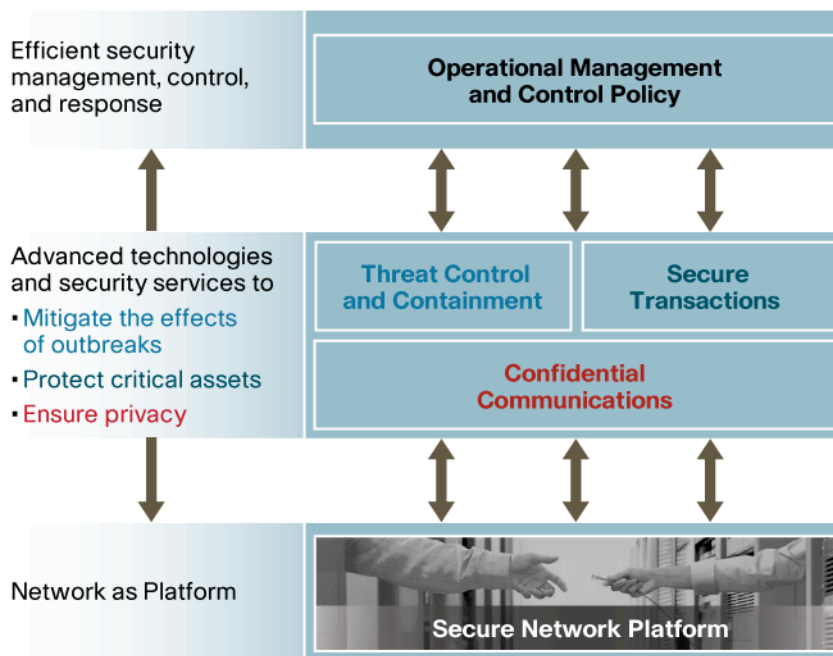 Efficient security
management, control,
and response
Operational Management
and Control Policy
Advanced technologies
and security services to
▪ Mitigate the effects
of outbreaks
▪ Protect critical assets
▪ Ensure privacy
Threat Control
and Containment
Secure
Transactions
Confidential
Communications
Network as Platform
Secure Network Platform